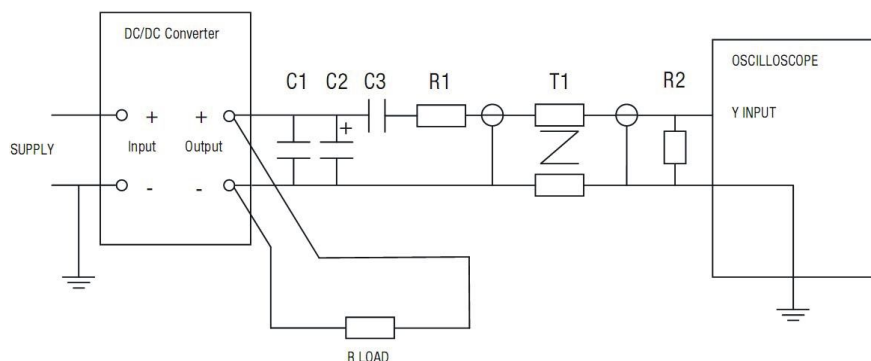 DC/DC Converter
C1 C2 C3 R1 T1 R2
OSCILLOSCOPE
+ + +
Y INPUT
SUPPLY
Input Output
- -
R LOAD